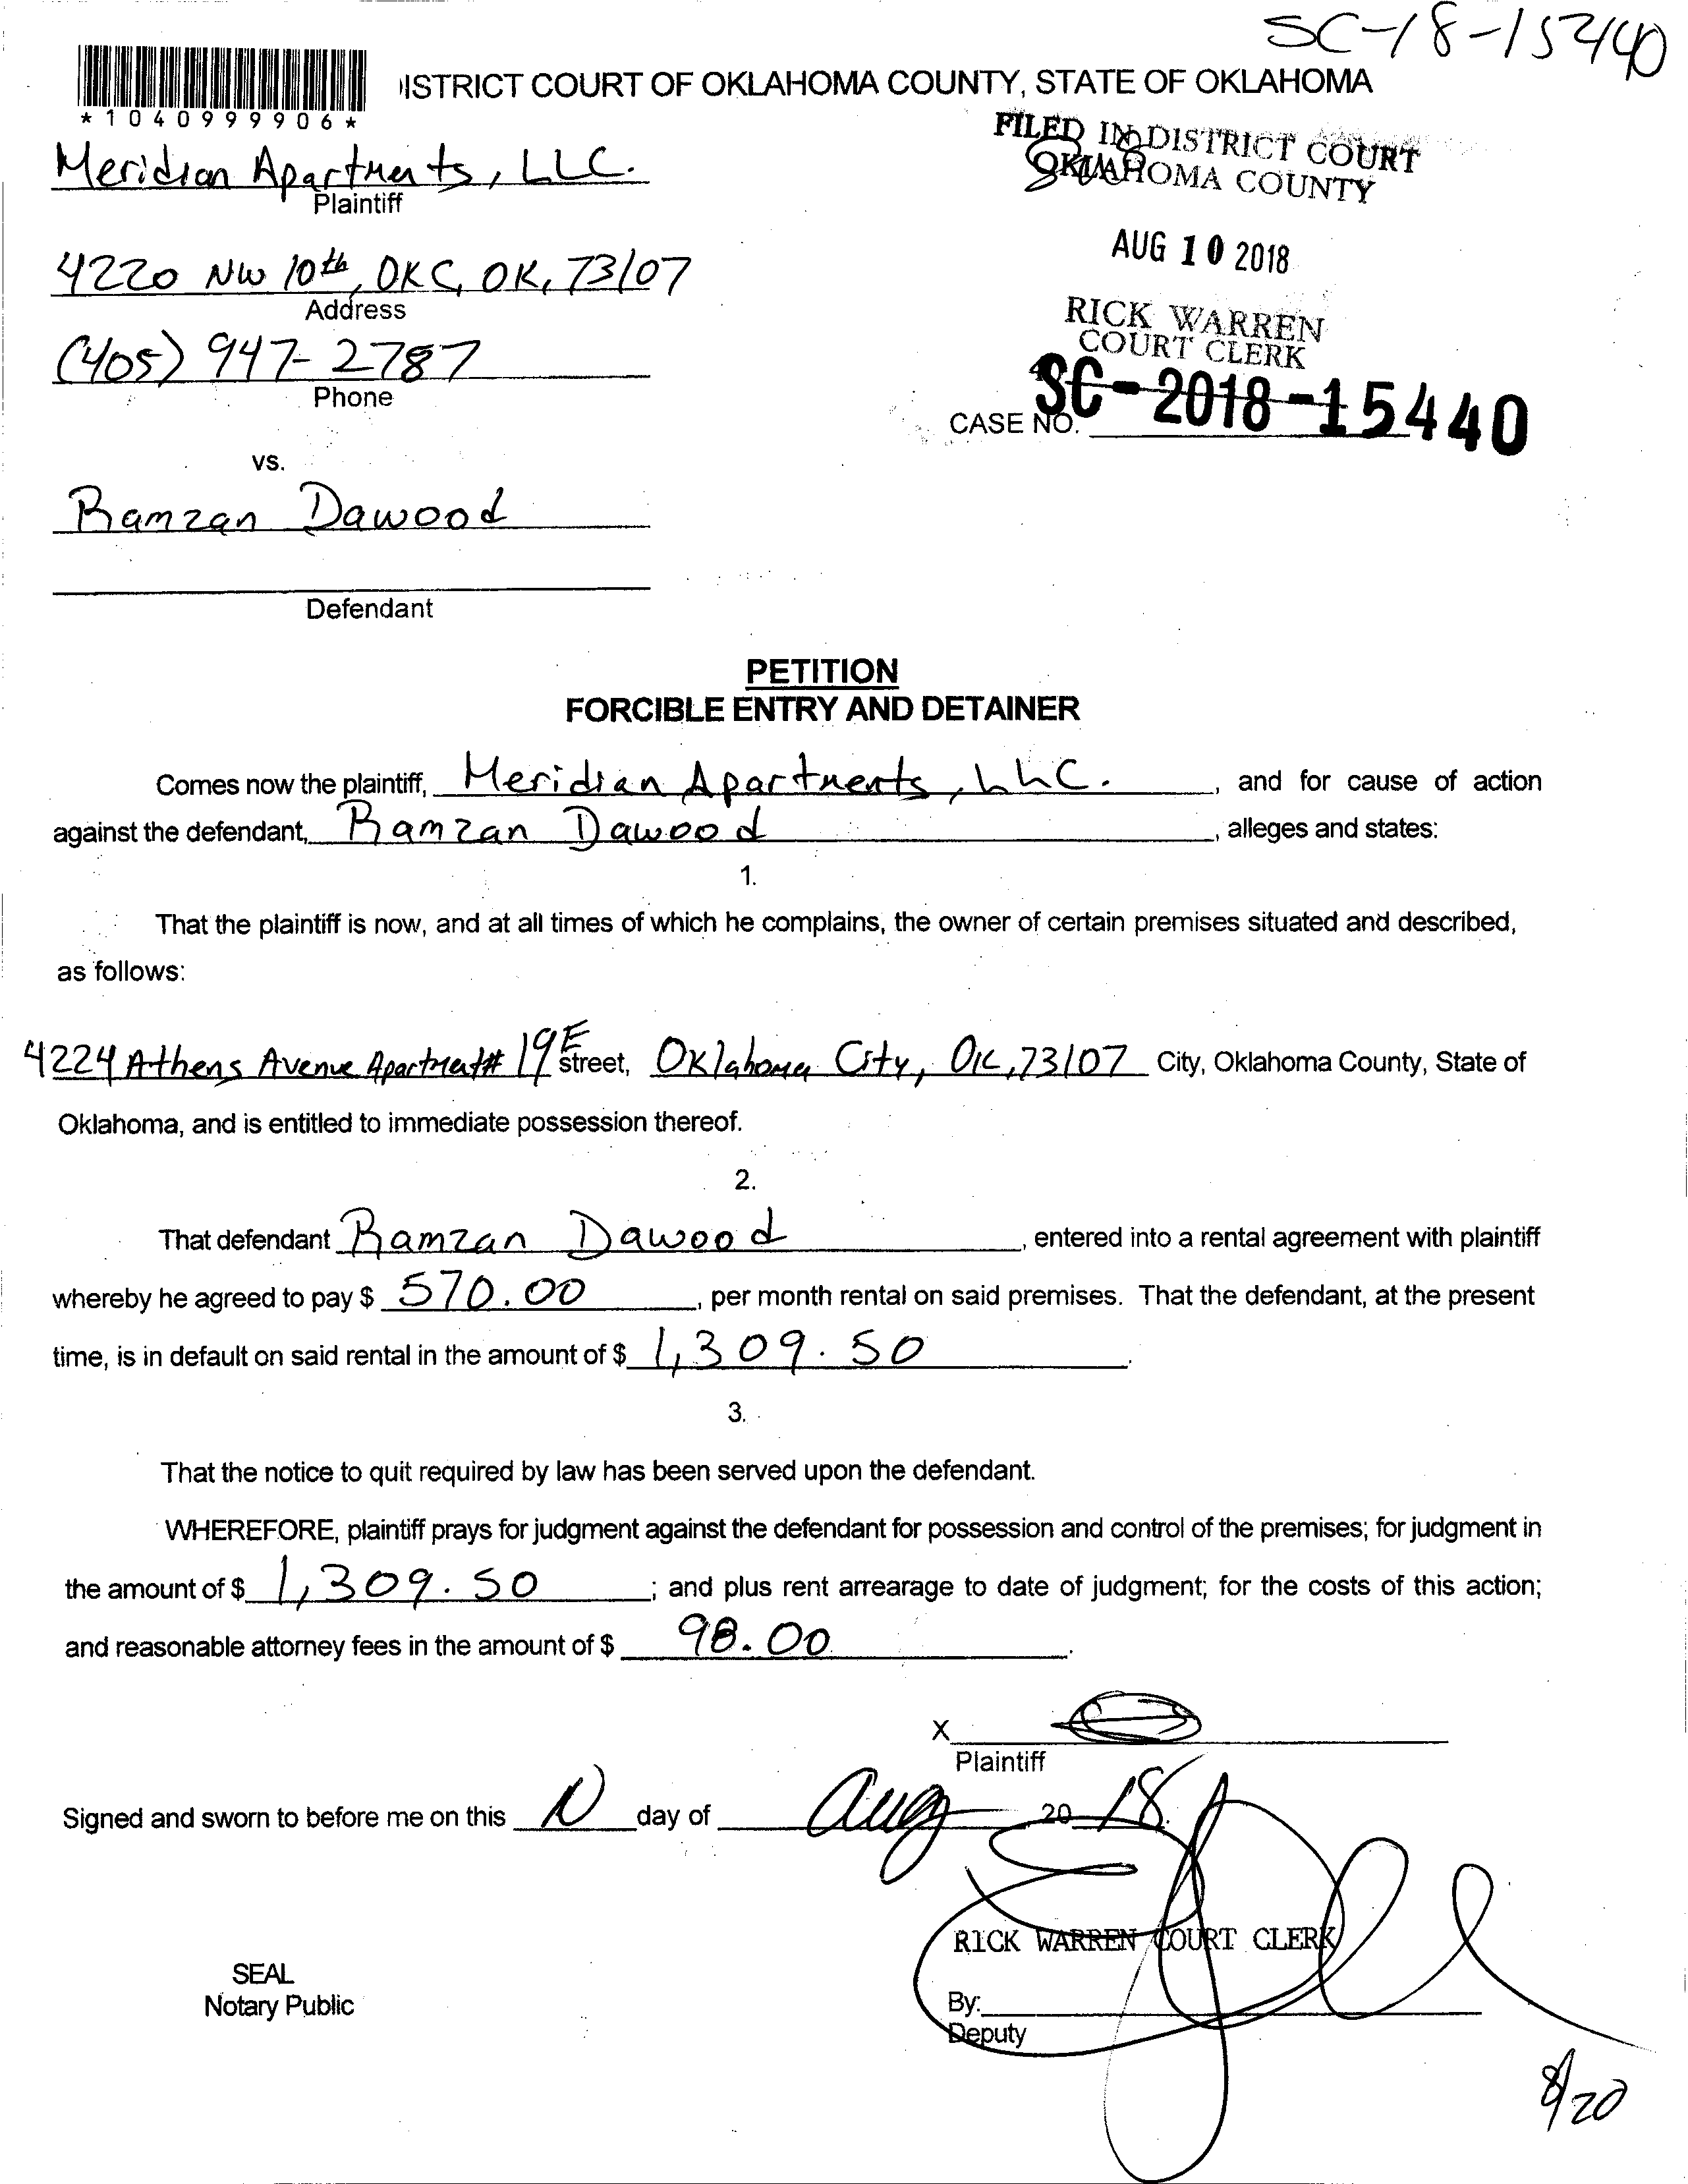 SC-18-15440
*1040999906*
ISTRICT COURT OF OKLAHOMA COUNTY, STATE OF OKLAHOMA
FILED IN DISTRICT COURT
OKLAHOMA COUNTY
Meridian Apartments, LLC.
Plaintiff
AUG 10 2018
4220 NW 10th, OKC, OK, 73107
Address
RICK WARREN
COURT CLERK
(405) 947-2787
Phone
CASE NO. SC-2018-15440
vs.
Ramzan Dawood
Defendant
PETITION
FORCIBLE ENTRY AND DETAINER
Comes now the plaintiff, Meridian Apartments, LLC. , and for cause of action
against the defendant, Ramzan Dawood , alleges and states:
1.
That the plaintiff is now, and at all times of which he complains, the owner of certain premises situated and described,
as follows:
4224 Athens Avenue Apartment# 19E street, Oklahoma City, OK, 73107 City, Oklahoma County, State of
Oklahoma, and is entitled to immediate possession thereof.
2.
That defendant Ramzan Dawood , entered into a rental agreement with plaintiff
whereby he agreed to pay $ 570.00 , per month rental on said premises. That the defendant, at the present
time, is in default on said rental in the amount of $ 1,309.50 .
3.
That the notice to quit required by law has been served upon the defendant.
WHEREFORE, plaintiff prays for judgment against the defendant for possession and control of the premises; for judgment in
the amount of $ 1,309.50 ; and plus rent arrearage to date of judgment; for the costs of this action;
and reasonable attorney fees in the amount of $ 98.00 .
X
Plaintiff
Signed and sworn to before me on this 10 day of Aug 20 18.
RICK WARREN COURT CLERK
SEAL
Notary Public
By:
Deputy
8/20